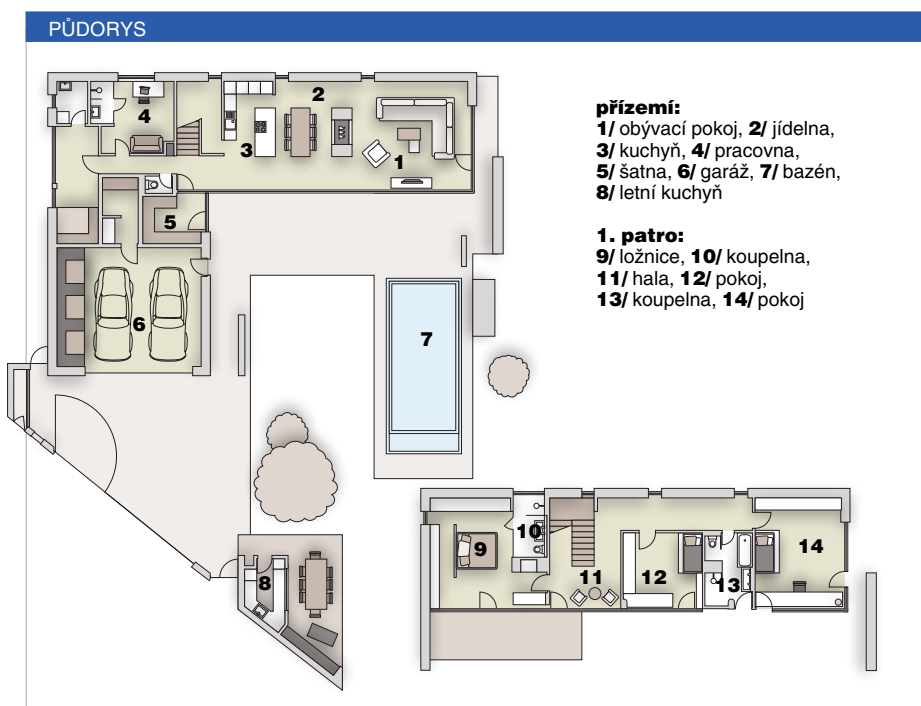 PŮDORYS
2
4
3
1
5
6
7
8
přízemí:
1/ obývací pokoj, 2/ jídelna,
3/ kuchyň, 4/ pracovna,
5/ šatna, 6/ garáž, 7/ bazén,
8/ letní kuchyň
1. patro:
9/ ložnice, 10/ koupelna,
11/ hala, 12/ pokoj,
13/ koupelna, 14/ pokoj
9
10
11
12
13
14